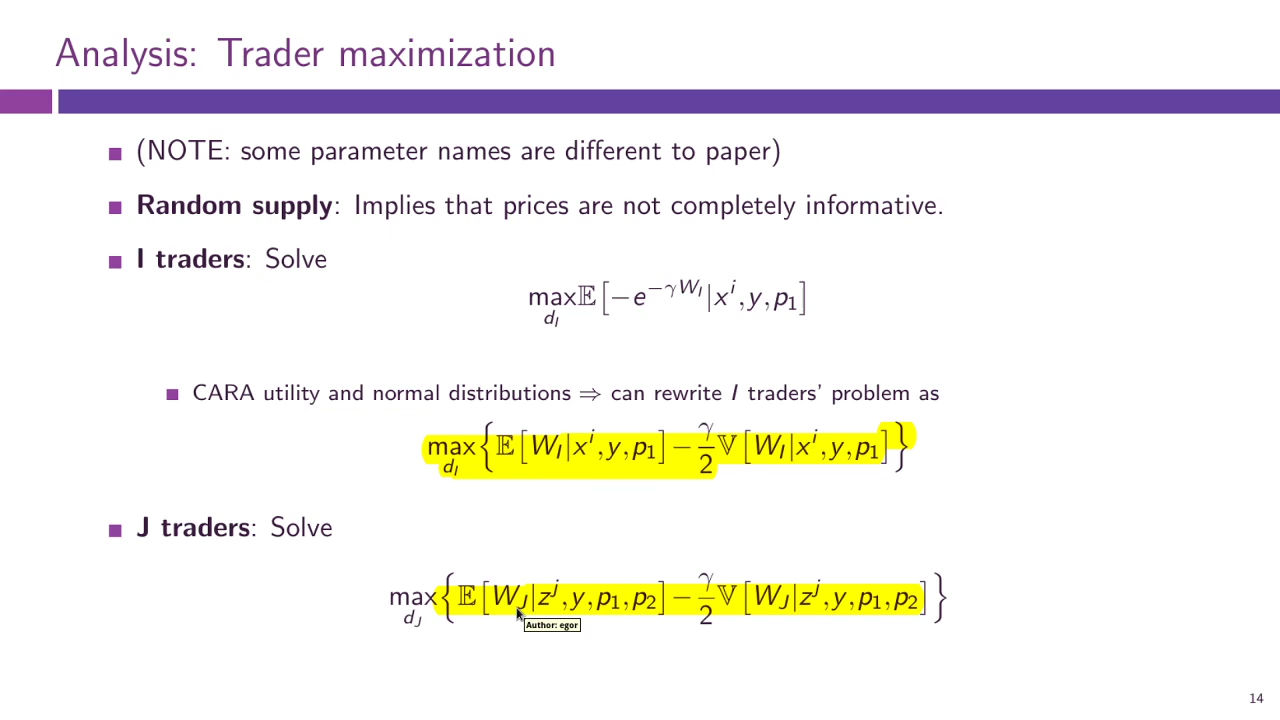 Analysis: Trader maximization
(NOTE: some parameter names are different to paper)
Random supply: Implies that prices are not completely informative.
I traders: Solve
max_{d_I} 𝔼[−e^{−γW_I}|x^i, y, p_1]
CARA utility and normal distributions ⇒ can rewrite I traders' problem as
max_{d_I} {𝔼[W_I|x^i, y, p_1] − γ/2 𝕍[W_I|x^i, y, p_1]}
J traders: Solve
max_{d_J} {𝔼[W_J|z^j, y, p_1, p_2] − γ/2 𝕍[W_J|z^j, y, p_1, p_2]}
Author: egor
14